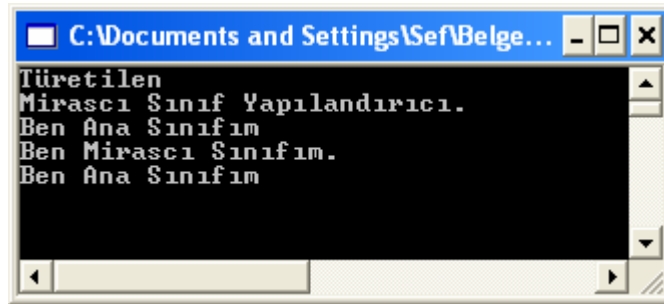 C:\Documents and Settings\Sef\Belge...
Türetilen
Mirascı Sınıf Yapılandırıcı.
Ben Ana Sınıfım
Ben Mirascı Sınıfım.
Ben Ana Sınıfım